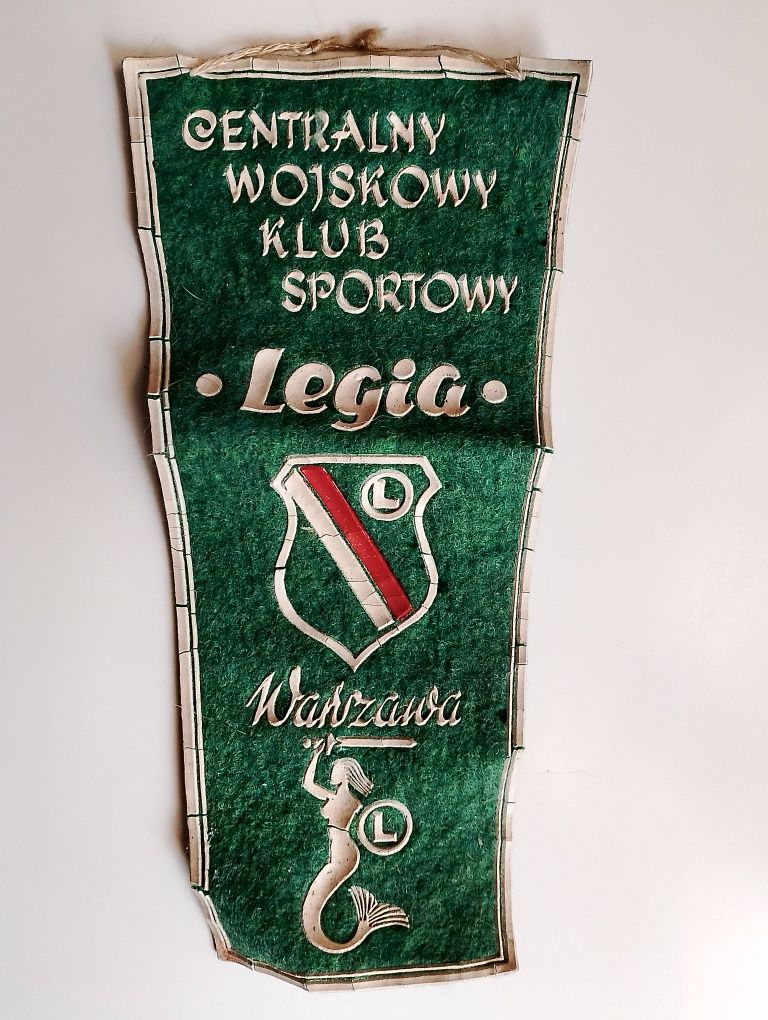 CENTRALNY
WOJSKOWY
KLUB
SPORTOWY
• Legia •
L
Warszawa
L